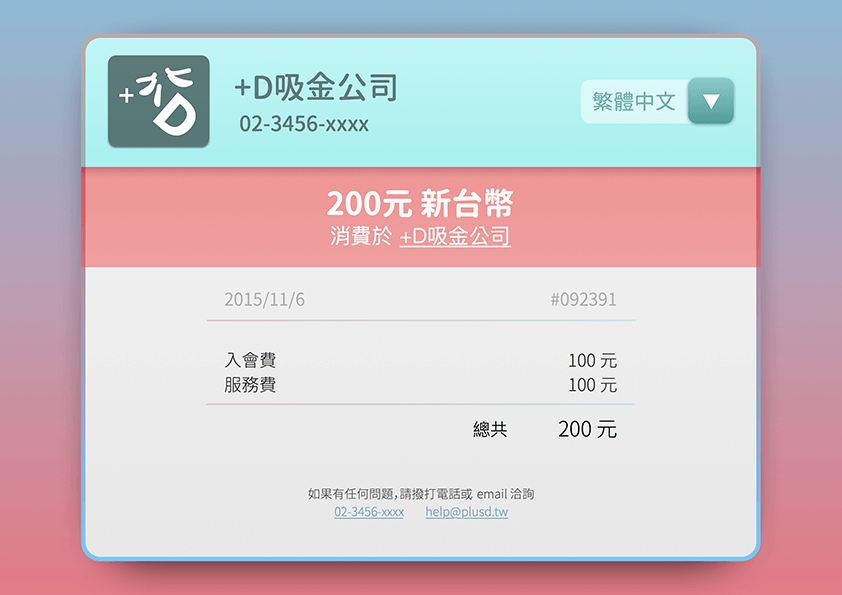 +D吸金公司
02-3456-xxxx
繁體中文
200元 新台幣
消費於 +D吸金公司
2015/11/6 #092391
入會費 100 元
服務費 100 元
總共 200 元
如果有任何問題，請撥打電話或 email 洽詢
02-3456-xxxx help@plusd.tw